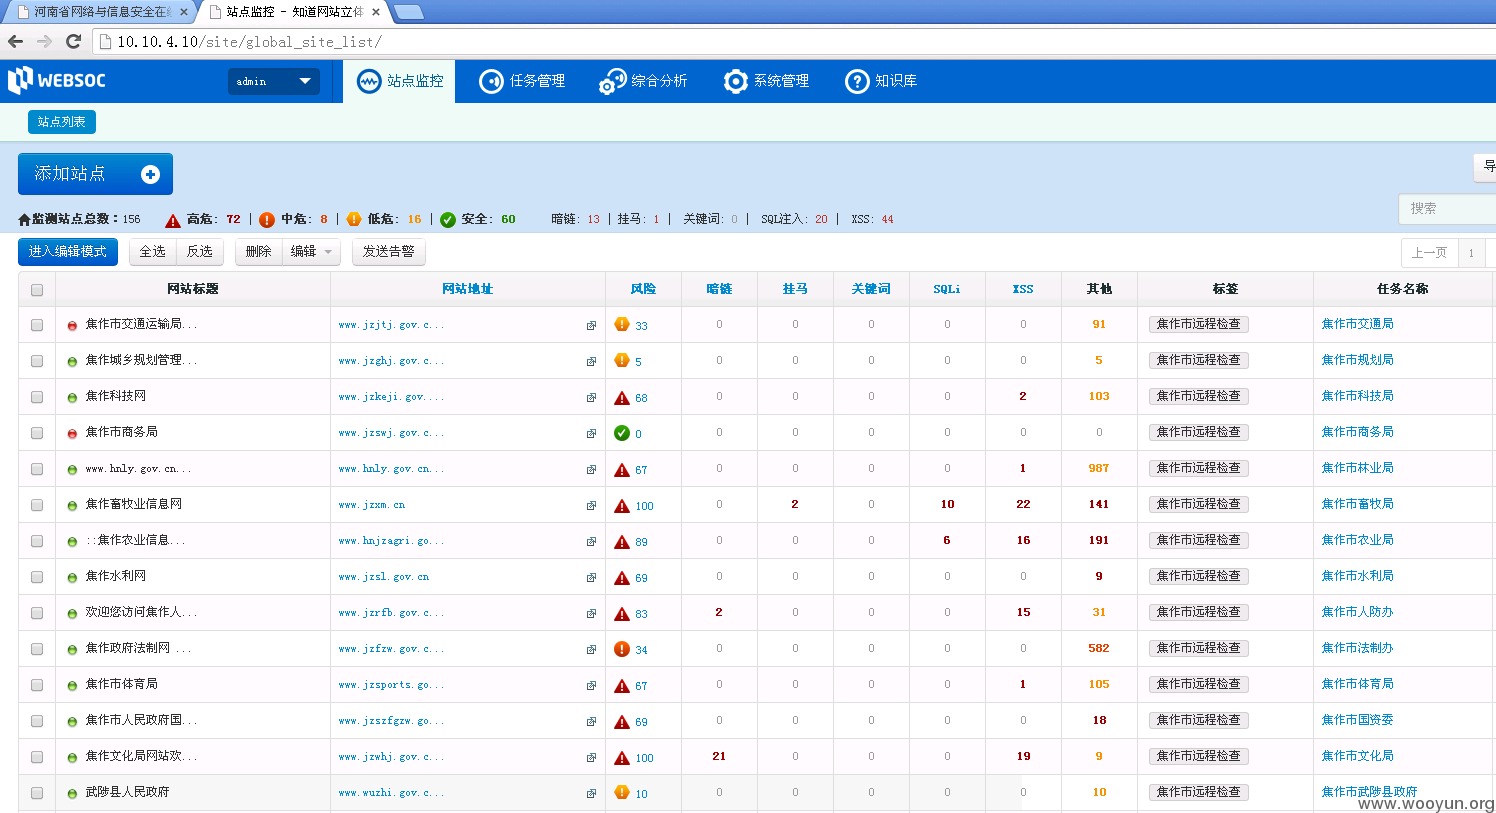 河南省网络与信息安全在线
站点监控 - 知道网站立体
10.10.4.10/site/global_site_list/
WEBSOC admin 站点监控 任务管理 综合分析 系统管理 知识库
站点列表
添加站点
导
监测站点总数：156 高危: 72 | 中危: 8 | 低危: 16 | 安全: 60 暗链: 13 | 挂马: 1 | 关键词: 0 | SQL注入: 20 | XSS: 44
搜索
进入编辑模式 全选 反选 删除 编辑 发送告警 上一页 1
网站标题 网站地址 风险 暗链 挂马 关键词 SQLi XSS 其他 标签 任务名称
焦作市交通运输局... www.jzjtj.gov.c... 33 0 0 0 0 0 91 焦作市远程检查 焦作市交通局
焦作城乡规划管理... www.jzghj.gov.c... 5 0 0 0 0 0 5 焦作市远程检查 焦作市规划局
焦作科技网 www.jzkeji.gov.... 68 0 0 0 0 2 103 焦作市远程检查 焦作市科技局
焦作市商务局 www.jzswj.gov.c... 0 0 0 0 0 0 0 焦作市远程检查 焦作市商务局
www.hnly.gov.cn... www.hnly.gov.c... 67 0 0 0 0 1 987 焦作市远程检查 焦作市林业局
焦作畜牧业信息网 www.jzxm.cn 100 0 2 0 10 22 141 焦作市远程检查 焦作市畜牧局
::焦作农业信息... www.hnjzagri.go... 89 0 0 0 6 16 191 焦作市远程检查 焦作市农业局
焦作水利网 www.jzsl.gov.cn 69 0 0 0 0 0 9 焦作市远程检查 焦作市水利局
欢迎您访问焦作人... www.jzrfb.gov.c... 83 2 0 0 0 15 31 焦作市远程检查 焦作市人防办
焦作政府法制网 ... www.jzfzw.gov.c... 34 0 0 0 0 0 582 焦作市远程检查 焦作市法制办
焦作市体育局 www.jzsports.go... 67 0 0 0 0 1 105 焦作市远程检查 焦作市体育局
焦作市人民政府国... www.jzszfgzw.go... 69 0 0 0 0 0 18 焦作市远程检查 焦作市国资委
焦作文化局网站欢... www.jzwhj.gov.c... 100 21 0 0 0 19 9 焦作市远程检查 焦作市文化局
武陟县人民政府 www.wuzhi.gov.c... 10 0 0 0 0 0 10 焦作市远程检查 焦作市武陟县政府
www.wooyun.org